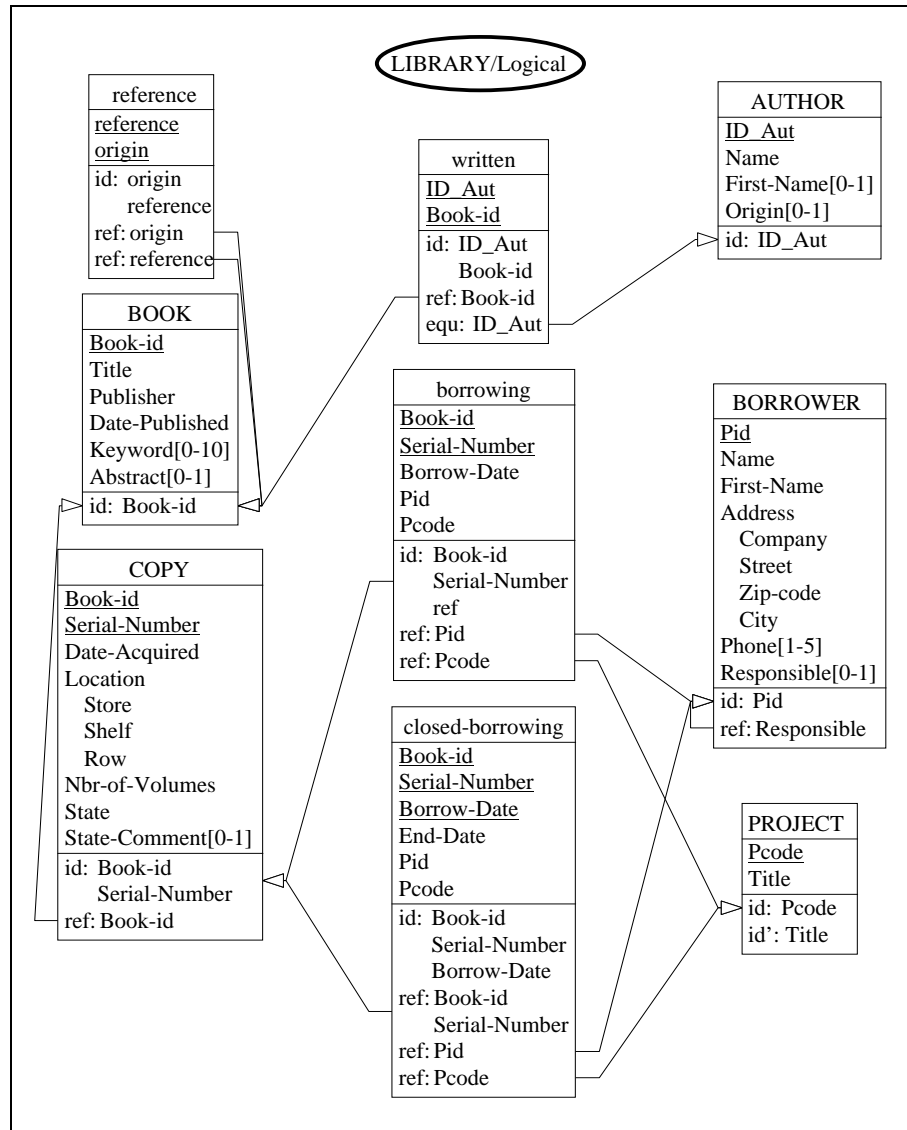 LIBRARY/Logical
reference
reference
origin
id: origin
reference
ref: origin
ref: reference
written
ID_Aut
Book-id
id: ID_Aut
Book-id
ref: Book-id
equ: ID_Aut
AUTHOR
ID_Aut
Name
First-Name[0-1]
Origin[0-1]
id: ID_Aut
BOOK
Book-id
Title
Publisher
Date-Published
Keyword[0-10]
Abstract[0-1]
id: Book-id
borrowing
Book-id
Serial-Number
Borrow-Date
Pid
Pcode
id: Book-id
Serial-Number
ref
ref: Pid
ref: Pcode
BORROWER
Pid
Name
First-Name
Address
Company
Street
Zip-code
City
Phone[1-5]
Responsible[0-1]
id: Pid
ref: Responsible
COPY
Book-id
Serial-Number
Date-Acquired
Location
Store
Shelf
Row
Nbr-of-Volumes
State
State-Comment[0-1]
id: Book-id
Serial-Number
ref: Book-id
closed-borrowing
Book-id
Serial-Number
Borrow-Date
End-Date
Pid
Pcode
id: Book-id
Serial-Number
Borrow-Date
ref: Book-id
Serial-Number
ref: Pid
ref: Pcode
PROJECT
Pcode
Title
id: Pcode
id’: Title